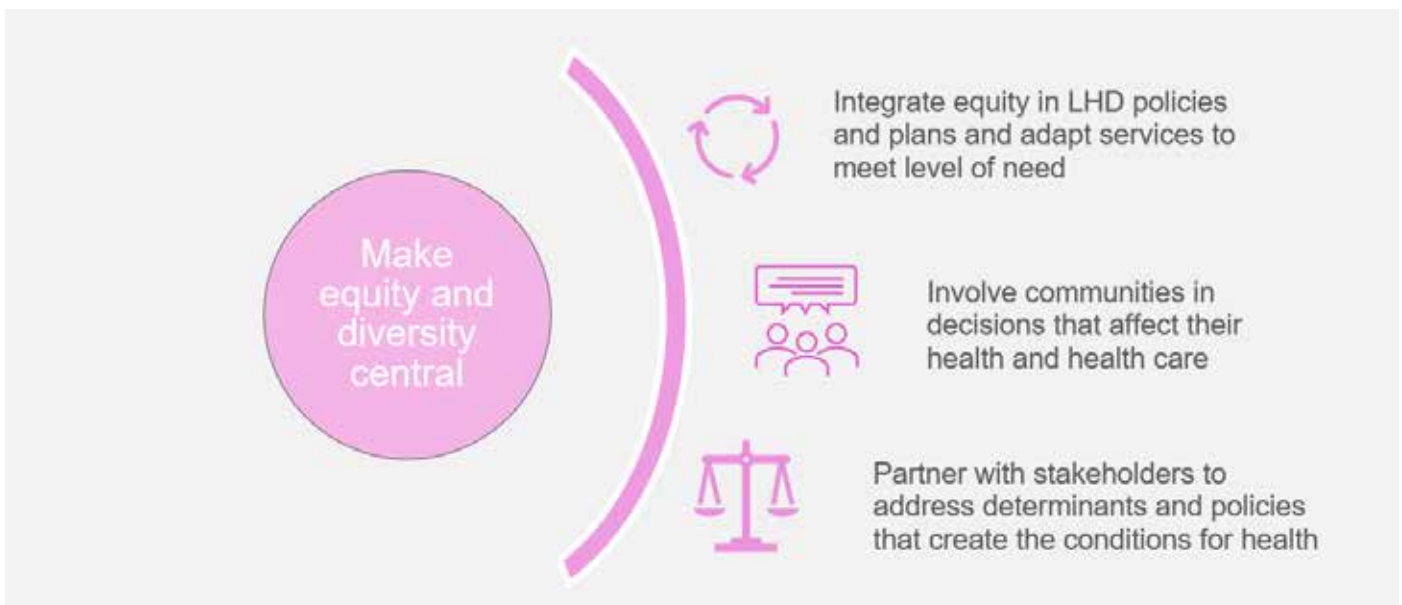 Make
equity and
diversity
central
Integrate equity in LHD policies
and plans and adapt services to
meet level of need
Involve communities in
decisions that affect their
health and health care
Partner with stakeholders to
address determinants and policies
that create the conditions for health